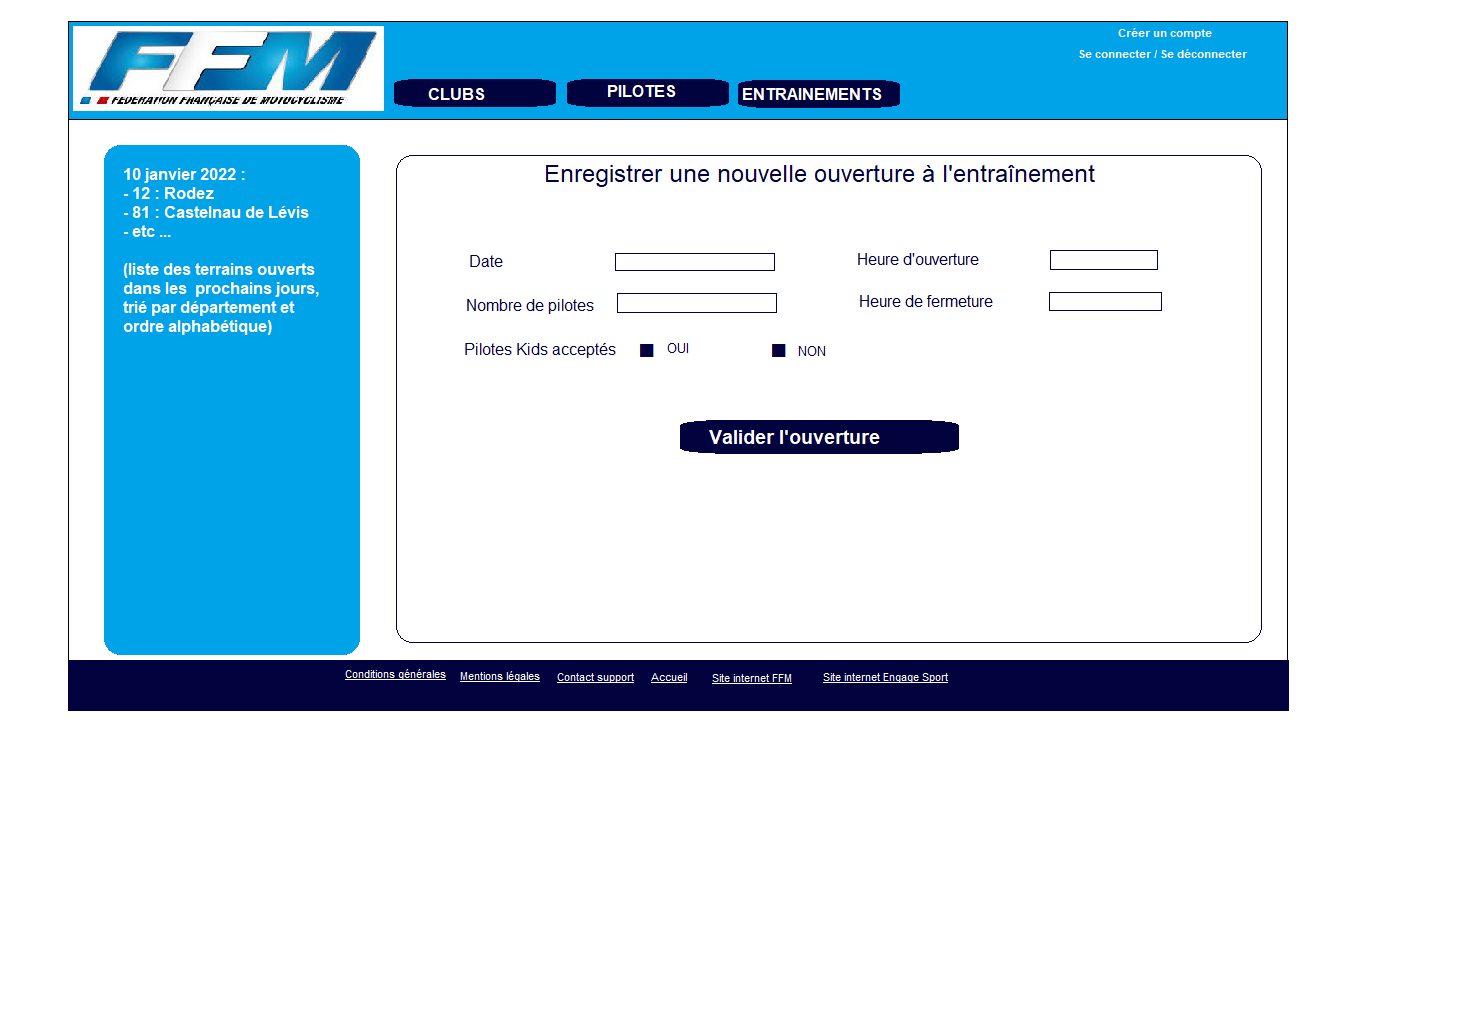 FFM
FÉDÉRATION FRANÇAISE DE MOTOCYCLISME
Créer un compte
Se connecter / Se déconnecter
CLUBS
PILOTES
ENTRAINEMENTS
10 janvier 2022 :
- 12 : Rodez
- 81 : Castelnau de Lévis
- etc ...
(liste des terrains ouverts
dans les  prochains jours,
trié par département et
ordre alphabétique)
Enregistrer une nouvelle ouverture à l'entraînement
Date
Heure d'ouverture
Nombre de pilotes
Heure de fermeture
Pilotes Kids acceptés
OUI
NON
Valider l'ouverture
Conditions générales
Mentions légales
Contact support
Accueil
Site internet FFM
Site internet Engage Sport